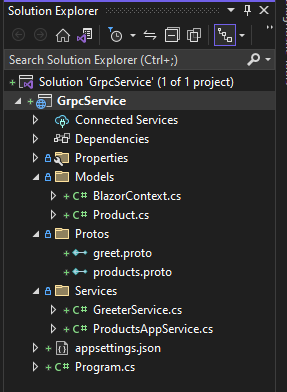 Solution Explorer
Search Solution Explorer (Ctrl+;)
Solution 'GrpcService' (1 of 1 project)
GrpcService
Connected Services
Dependencies
Properties
Models
C# BlazorContext.cs
C# Product.cs
Protos
greet.proto
products.proto
Services
C# GreeterService.cs
C# ProductsAppService.cs
appsettings.json
C# Program.cs